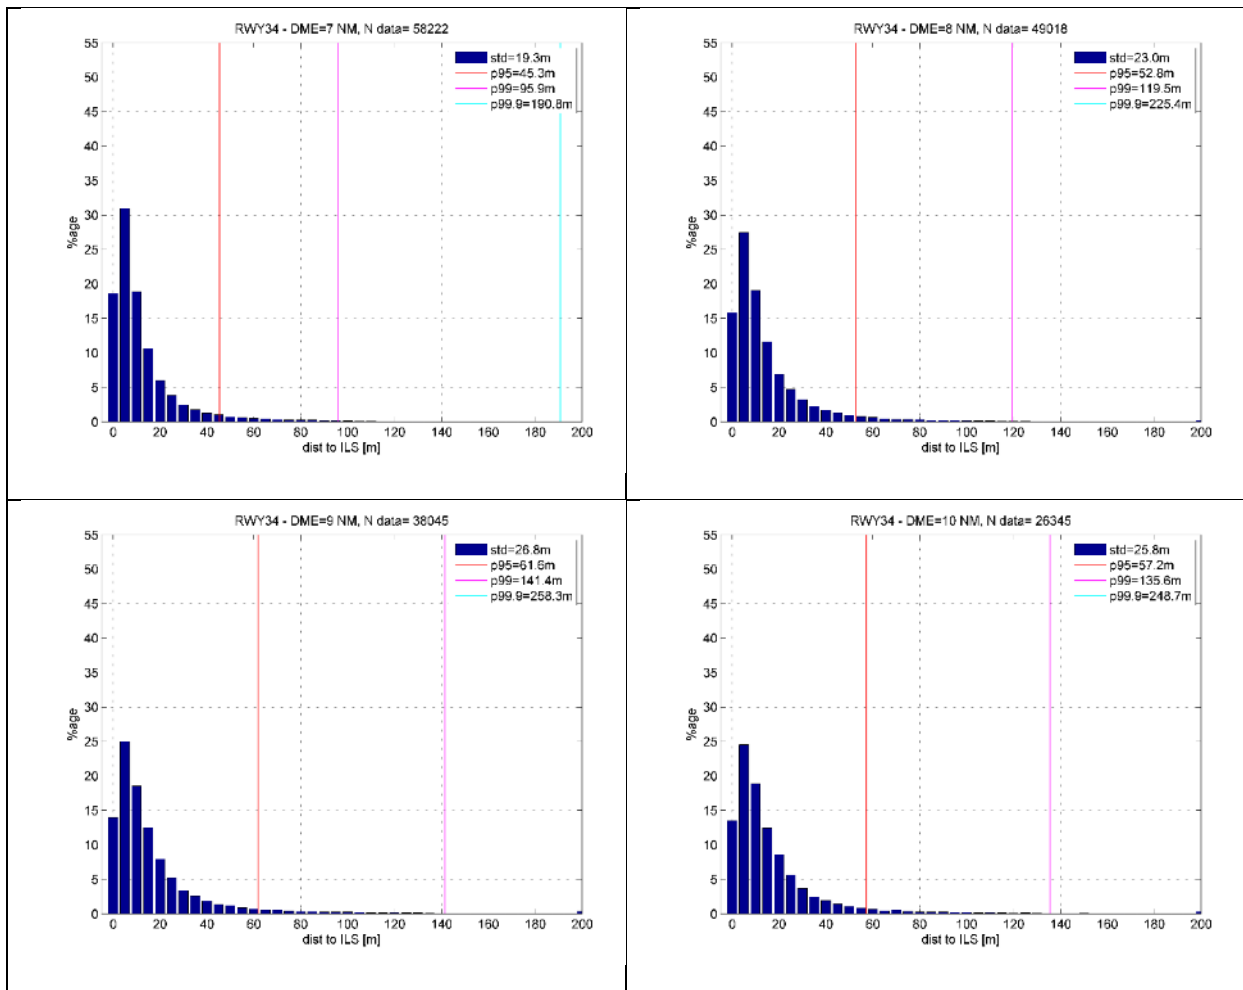 RWY34 - DME=7 NM, N data= 58222
55
50
45
40
35
30
25
20
15
10
5
0
%age
std=19.3m
p95=45.3m
p99=95.9m
p99.9=190.8m
0 20 40 60 80 100 120 140 160 180 200
dist to ILS [m]
RWY34 - DME=8 NM, N data= 49018
55
50
45
40
35
30
25
20
15
10
5
0
%age
std=23.0m
p95=52.8m
p99=119.5m
p99.9=225.4m
0 20 40 60 80 100 120 140 160 180 200
dist to ILS [m]
RWY34 - DME=9 NM, N data= 38045
55
50
45
40
35
30
25
20
15
10
5
0
%age
std=26.8m
p95=61.6m
p99=141.4m
p99.9=258.3m
0 20 40 60 80 100 120 140 160 180 200
dist to ILS [m]
RWY34 - DME=10 NM, N data= 26345
55
50
45
40
35
30
25
20
15
10
5
0
%age
std=25.8m
p95=57.2m
p99=135.6m
p99.9=248.7m
0 20 40 60 80 100 120 140 160 180 200
dist to ILS [m]